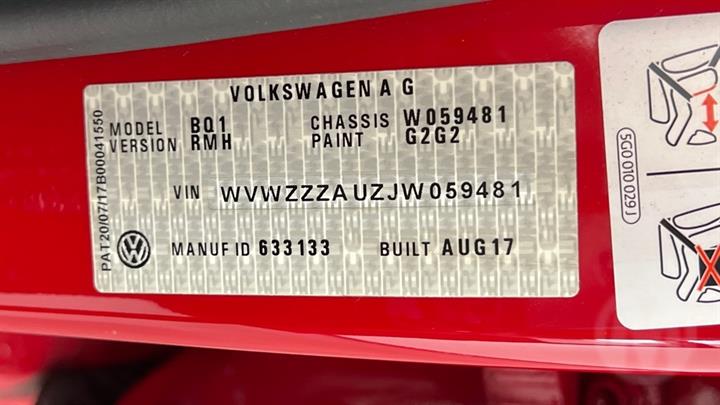 VOLKSWAGEN A G
MODEL BQ1 CHASSIS W059481
VERSION RMH PAINT G2G2
VIN WVWZZZAUZJW059481
MANUF ID 633133 BUILT AUG17
PAT20/07/17B00041550
5G0 010 029 J